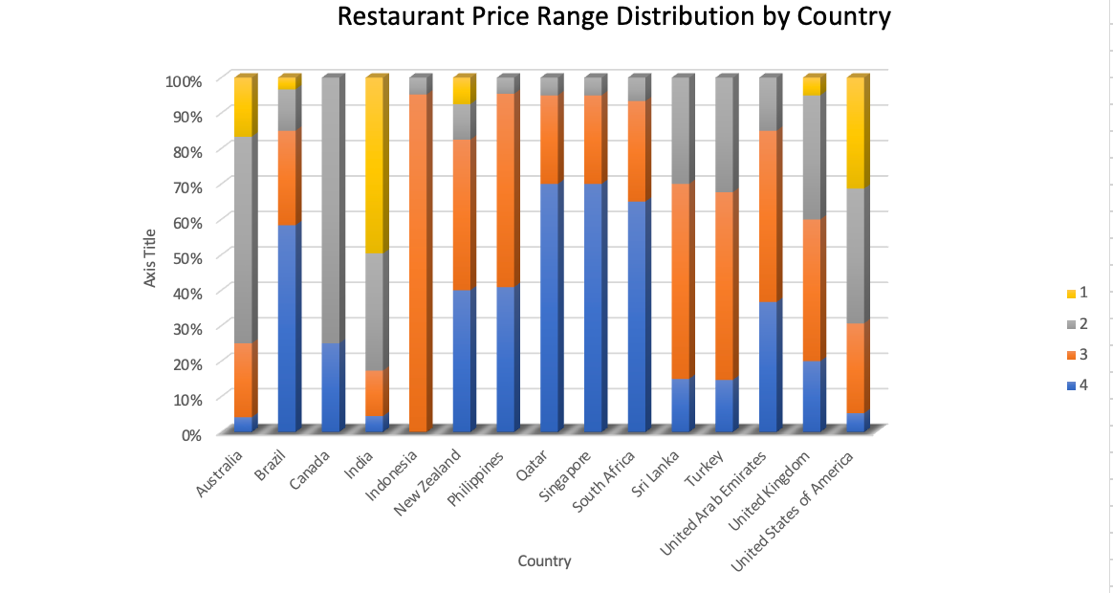 Restaurant Price Range Distribution by Country
Axis Title
100%
90%
80%
70%
60%
50%
40%
30%
20%
10%
0%
Australia
Brazil
Canada
India
Indonesia
New Zealand
Philippines
Qatar
Singapore
South Africa
Sri Lanka
Turkey
United Arab Emirates
United Kingdom
United States of America
Country
1
2
3
4